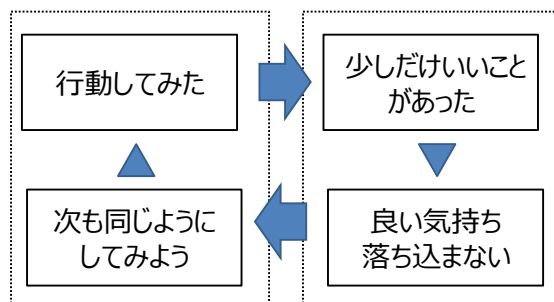 行動してみた
少しだけいいこと
があった
次も同じように
してみよう
良い気持ち
落ち込まない